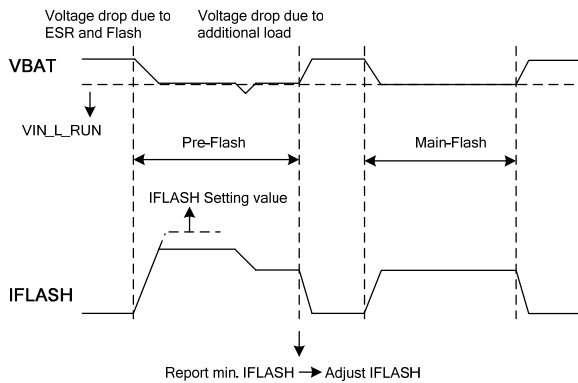 Voltage drop due to
ESR and Flash
Voltage drop due to
additional load
VBAT
VIN_L_RUN
Pre-Flash
Main-Flash
IFLASH Setting value
IFLASH
Report min. IFLASH
Adjust IFLASH